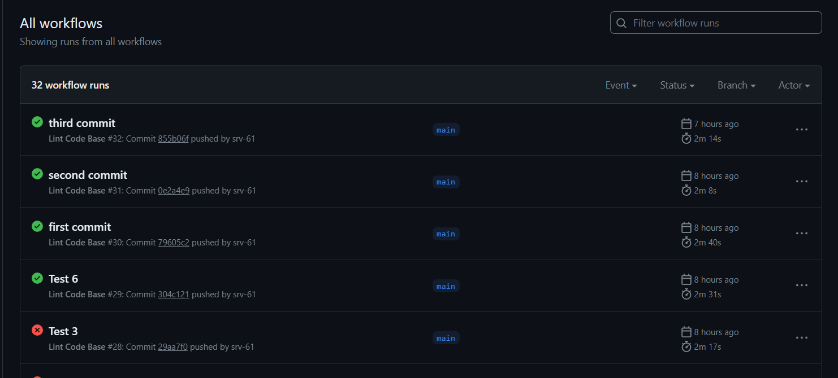 All workflows
Filter workflow runs
Showing runs from all workflows
32 workflow runs
Event
Status
Branch
Actor
third commit
Lint Code Base #32: Commit 855b06f pushed by srv-61
main
7 hours ago
2m 14s
second commit
Lint Code Base #31: Commit 0e2a4e9 pushed by srv-61
main
8 hours ago
2m 8s
first commit
Lint Code Base #30: Commit 79605c2 pushed by srv-61
main
8 hours ago
2m 40s
Test 6
Lint Code Base #29: Commit 304c121 pushed by srv-61
main
8 hours ago
2m 31s
Test 3
Lint Code Base #28: Commit 29aa7f0 pushed by srv-61
main
8 hours ago
2m 17s